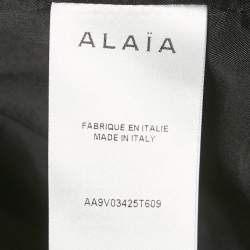 ALAÏA
FABRIQUE EN ITALIE
MADE IN ITALY
AA9V03425T609